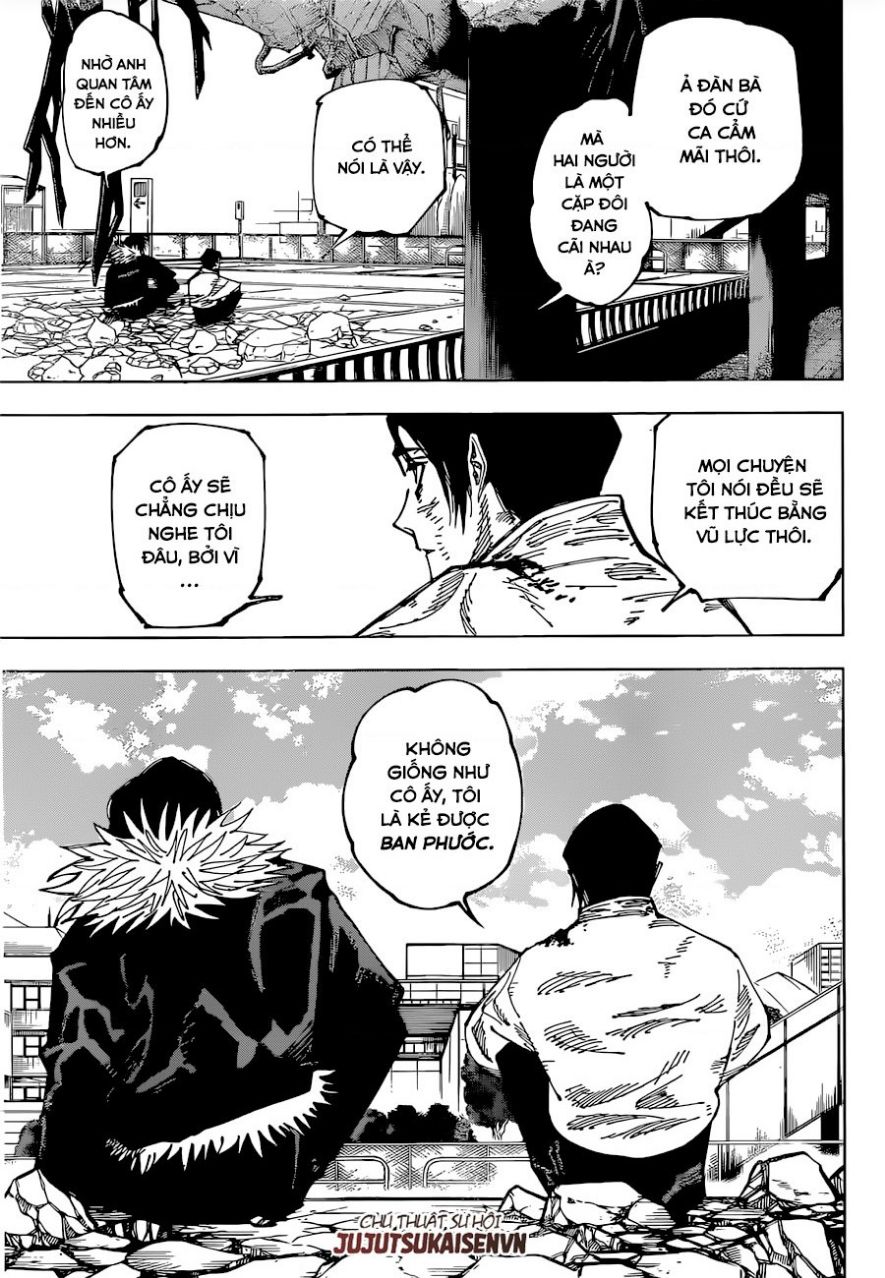 Ả ĐÀN BÀ
ĐÓ CỨ
CA CẨM
MÃI THÔI.
MÀ
HAI NGƯỜI
LÀ MỘT
CẶP ĐÔI
ĐANG
CÃI NHAU
À?
CÓ THỂ
NÓI LÀ VẬY.
NHỜ ANH
QUAN TÂM
ĐẾN CÔ ẤY
NHIỀU
HƠN.
MỌI CHUYỆN
TÔI NÓI ĐỀU SẼ
KẾT THÚC BẰNG
VŨ LỰC THÔI.
CÔ ẤY SẼ
CHẲNG CHỊU
NGHE TÔI
ĐÂU, BỞI VÌ
...
KHÔNG
GIỐNG NHƯ
CÔ ẤY, TÔI
LÀ KẺ ĐƯỢC
BAN PHƯỚC.
CHÚ THUẬT SƯ HỘI
JUJUTSUKAISENVN